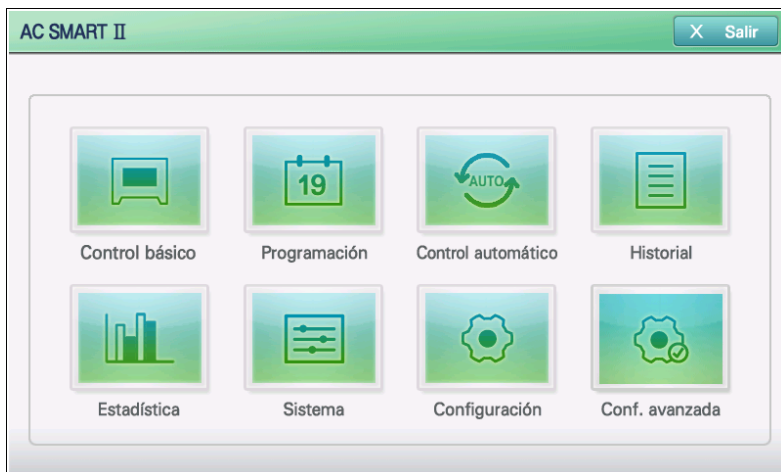 AC SMART II
X Salir
19
AUTO
Control básico
Programación
Control automático
Historial
Estadística
Sistema
Configuración
Conf. avanzada